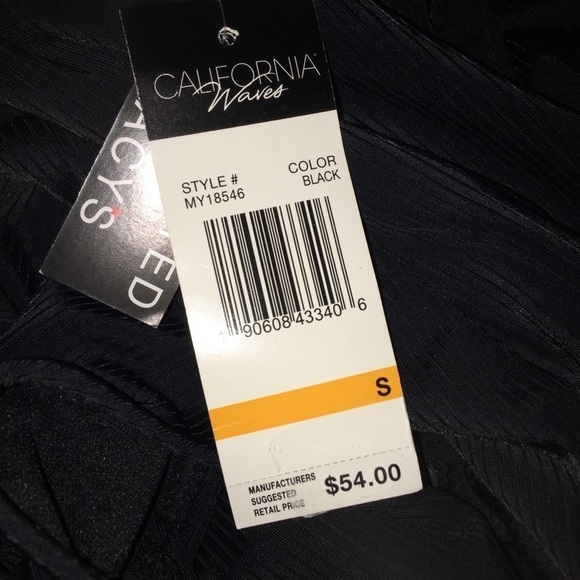 CALIFORNIA
Waves
STYLE #
MY18546
COLOR
BLACK
90608 43340 6
S
MANUFACTURERS
SUGGESTED
RETAIL PRICE
$54.00
ACY'S
ED